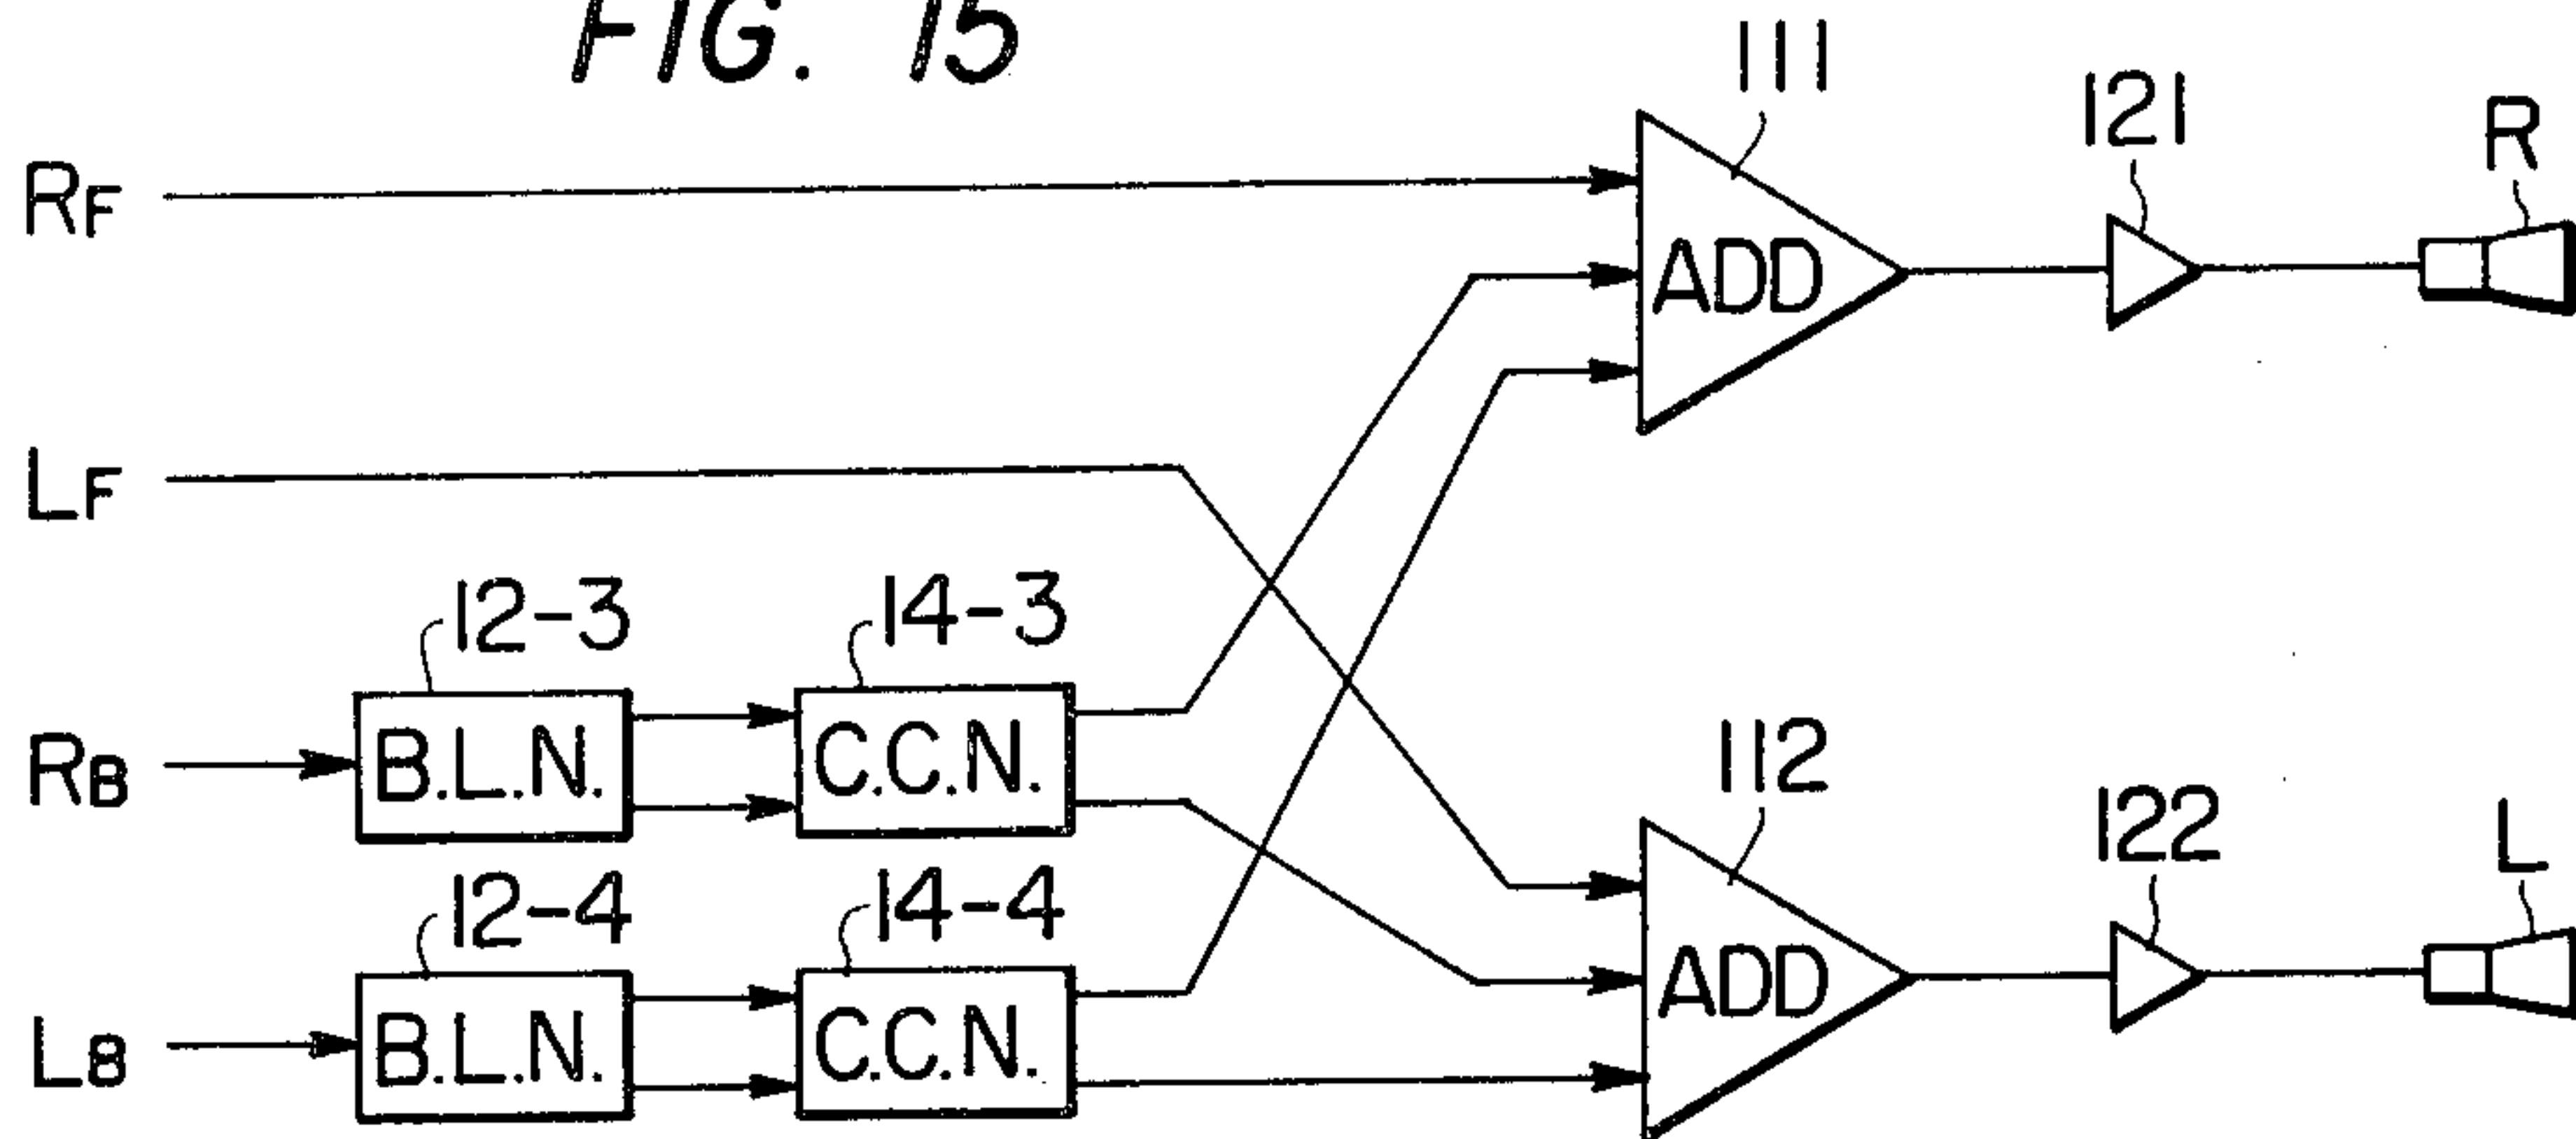 FIG. 15
111
121
R
RF
ADD
LF
12-3
14-3
RB
B.L.N.
C.C.N.
112
122
L
12-4
14-4
ADD
LB
B.L.N.
C.C.N.